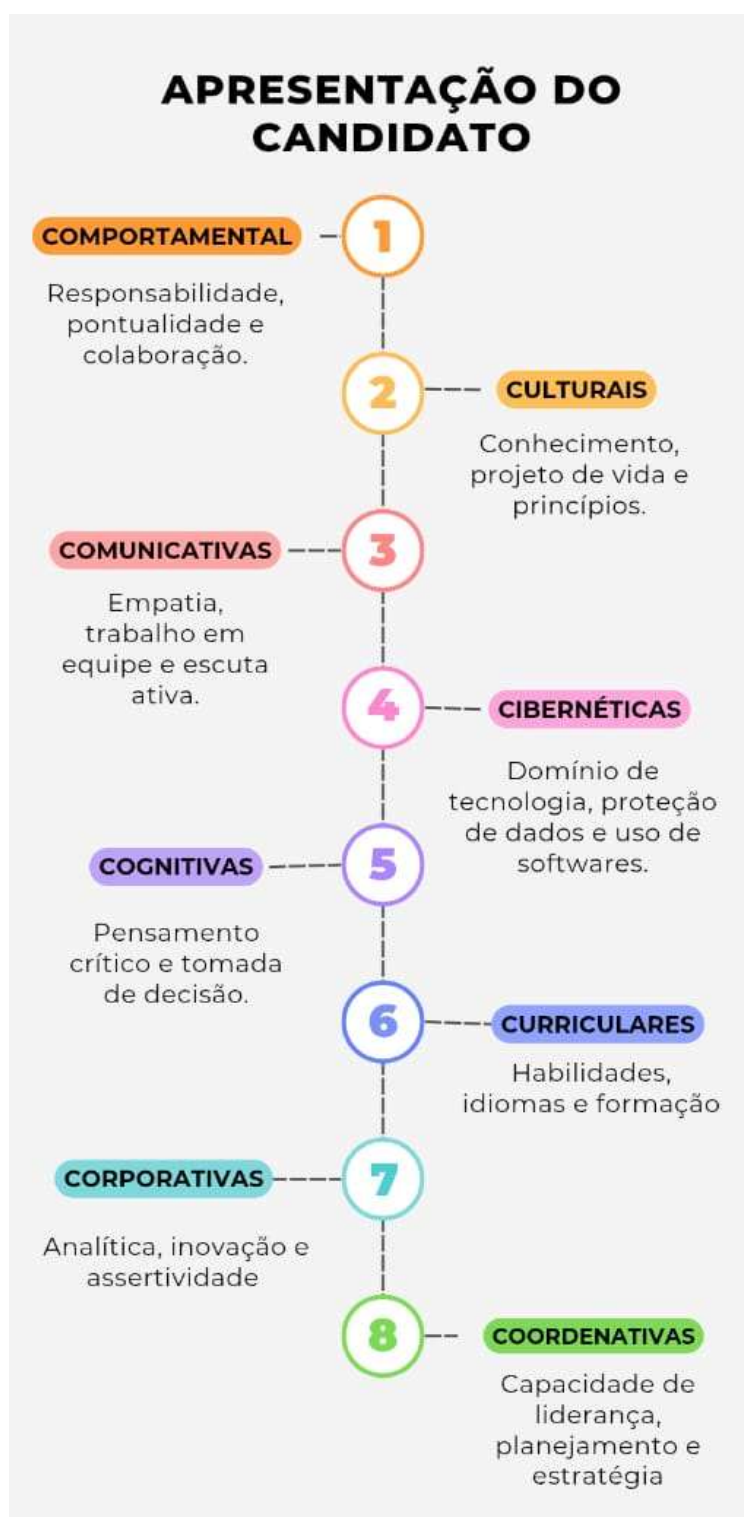 APRESENTAÇÃO DO
CANDIDATO
1
COMPORTAMENTAL
Responsabilidade,
pontualidade e
colaboração.
2
CULTURAIS
Conhecimento,
projeto de vida e
princípios.
3
COMUNICATIVAS
Empatia,
trabalho em
equipe e escuta
ativa.
4
CIBERNÉTICAS
Domínio de
tecnologia, proteção
de dados e uso de
softwares.
5
COGNITIVAS
Pensamento
crítico e tomada
de decisão.
6
CURRICULARES
Habilidades,
idiomas e formação
7
CORPORATIVAS
Analítica, inovação e
assertividade
8
COORDENATIVAS
Capacidade de
liderança,
planejamento e
estratégia